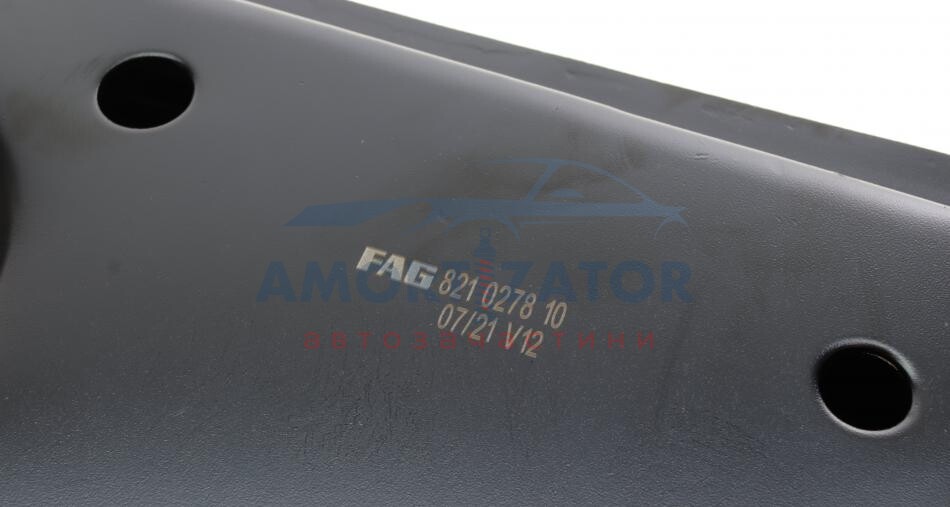 FAG 821 0278 10
07/21 V12
AMORTIZATOR
автозапчастини